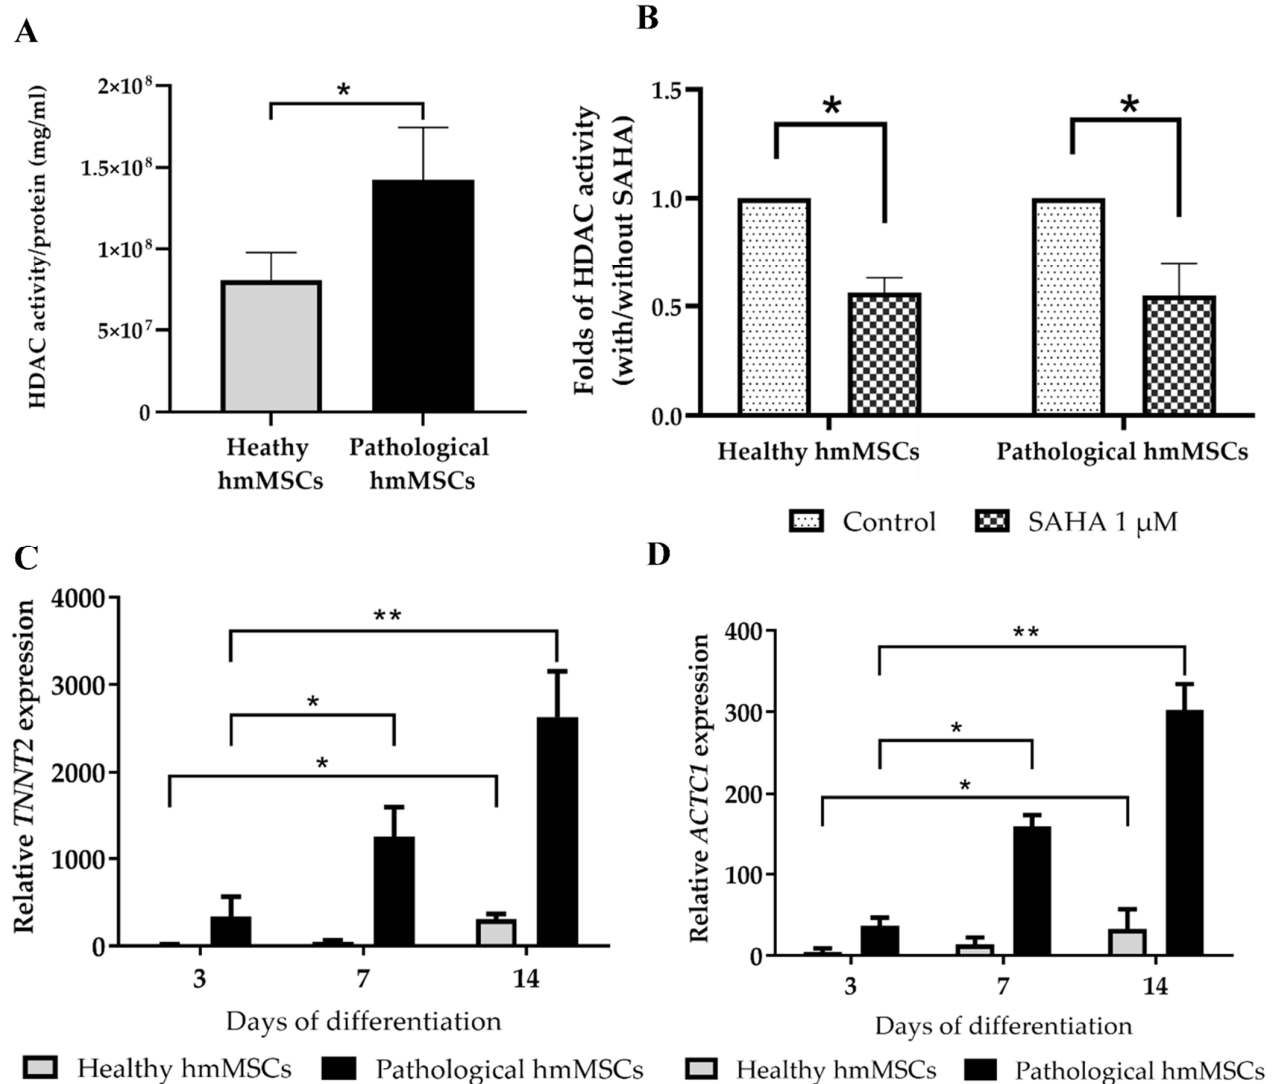 A
HDAC activity/protein (mg/ml)
2×10⁸
1.5×10⁸
1×10⁸
5×10⁷
0
*
Heathy
hmMSCs
Pathological
hmMSCs
B
Folds of HDAC activity
(with/without SAHA)
1.5
1.0
0.5
0.0
*
*
Healthy hmMSCs
Pathological hmMSCs
Control
SAHA 1 µM
C
Relative TNNT2 expression
4000
3000
2000
1000
0
**
*
*
3
7
14
Days of differentiation
Healthy hmMSCs
Pathological hmMSCs
D
Relative ACTC1 expression
400
300
200
100
0
**
*
*
3
7
14
Days of differentiation
Healthy hmMSCs
Pathological hmMSCs